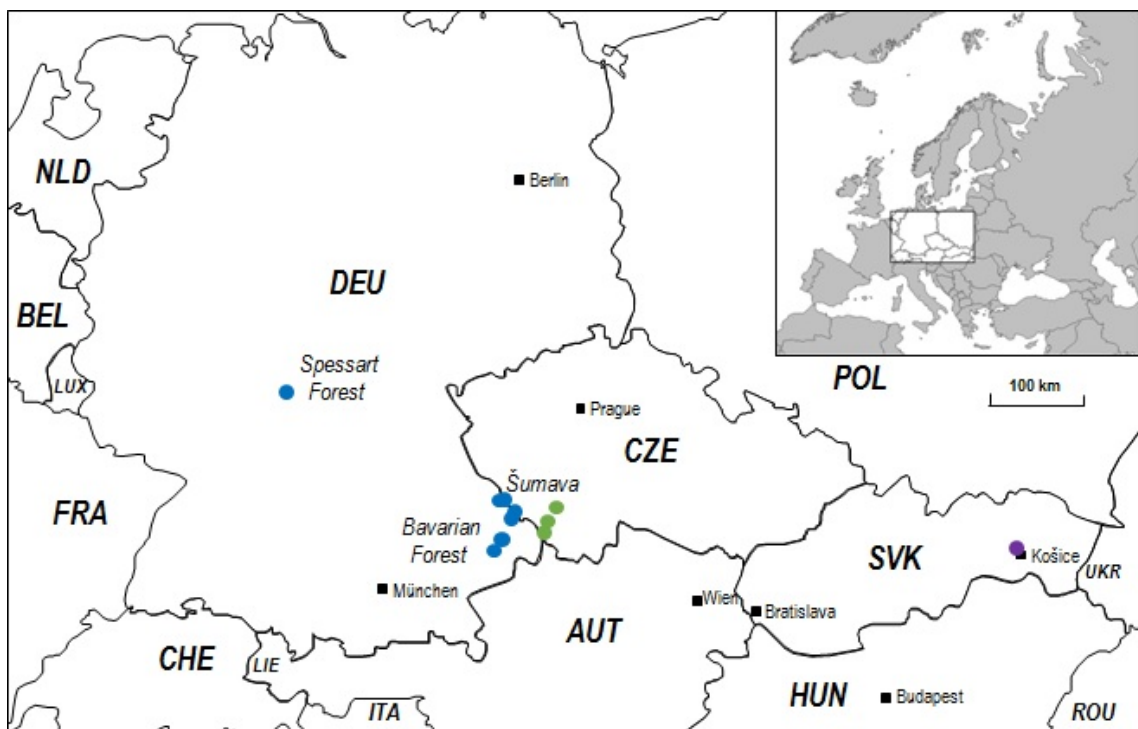 NLD
Berlin
DEU
BEL
Spessart
Forest
LUX
POL
100 km
Prague
CZE
Šumava
FRA
Bavarian
Forest
SVK
Košice
UKR
München
Wien
Bratislava
AUT
CHE
LIE
HUN
Budapest
ITA
ROU